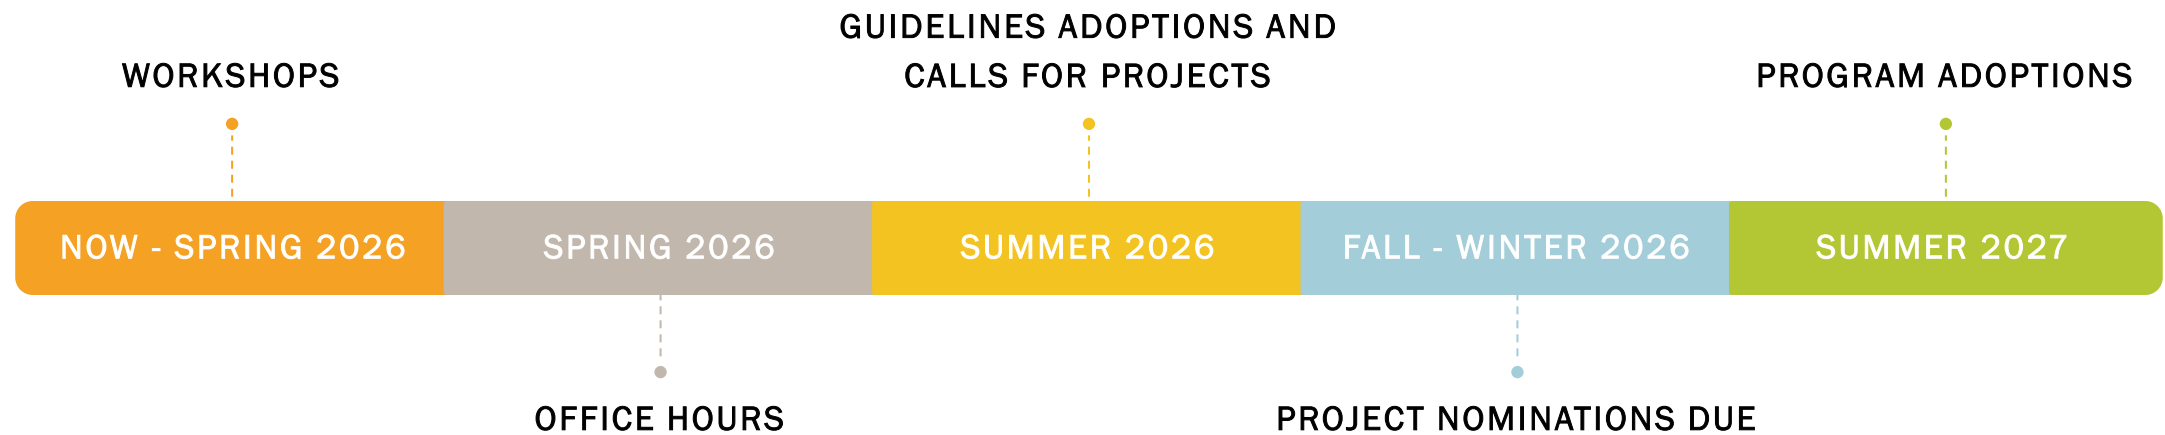 GUIDELINES ADOPTIONS AND
CALLS FOR PROJECTS
WORKSHOPS
PROGRAM ADOPTIONS
NOW - SPRING 2026
SPRING 2026
SUMMER 2026
FALL - WINTER 2026
SUMMER 2027
OFFICE HOURS
PROJECT NOMINATIONS DUE